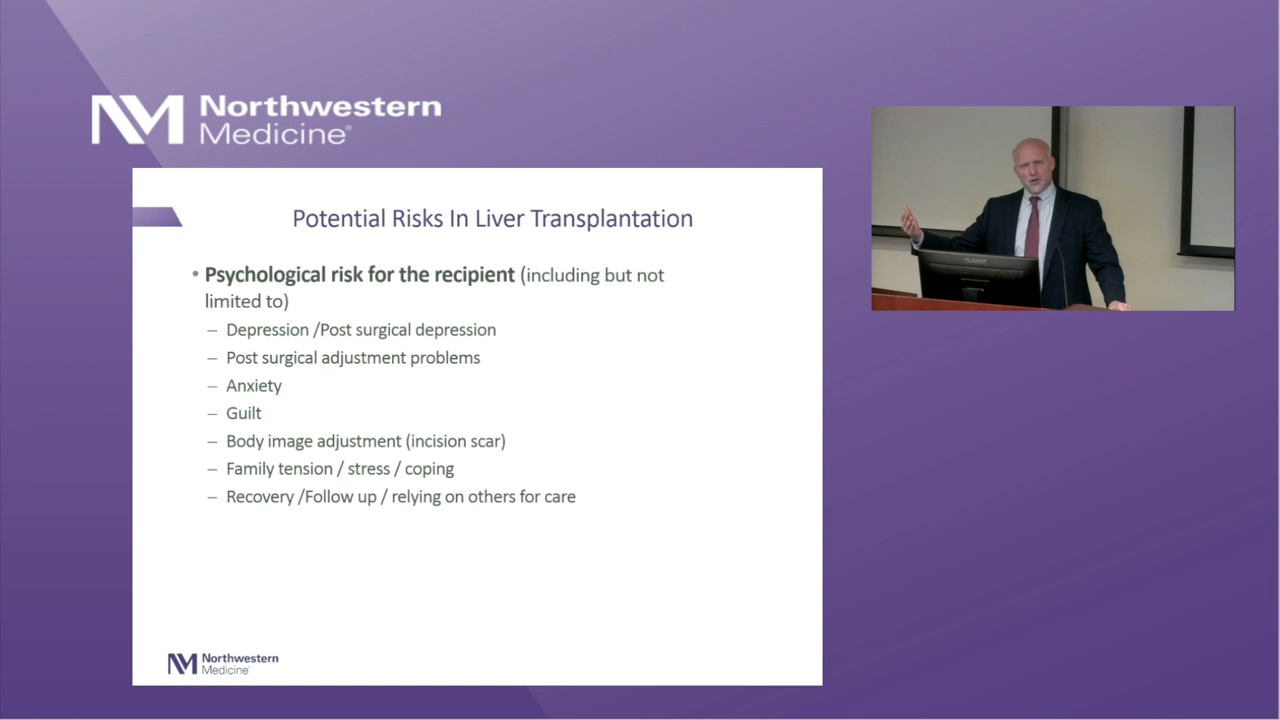 Northwestern
Medicine®
Potential Risks In Liver Transplantation
• Psychological risk for the recipient (including but not
limited to)
– Depression /Post surgical depression
– Post surgical adjustment problems
– Anxiety
– Guilt
– Body image adjustment (incision scar)
– Family tension / stress / coping
– Recovery /Follow up / relying on others for care
Northwestern
Medicine